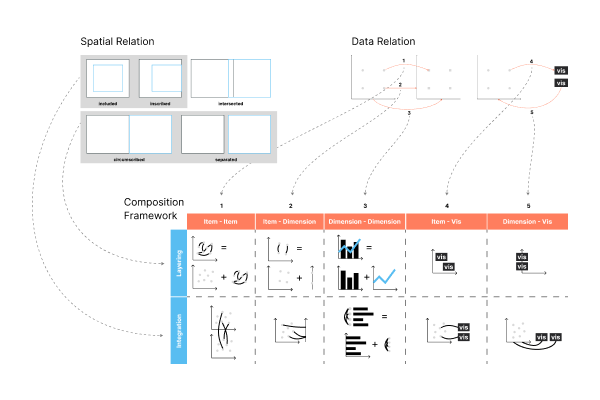 Spatial Relation
Data Relation
included
inscribed
intersected
circumscribed
separated
1
2
3
4
5
vis
vis
Composition
Framework
1
2
3
4
5
Item - Item
Item - Dimension
Dimension - Dimension
Item - Vis
Dimension - Vis
Layering
=
+
=
+
=
+
vis
vis
vis
vis
Integration
=
+
vis
vis
vis
vis